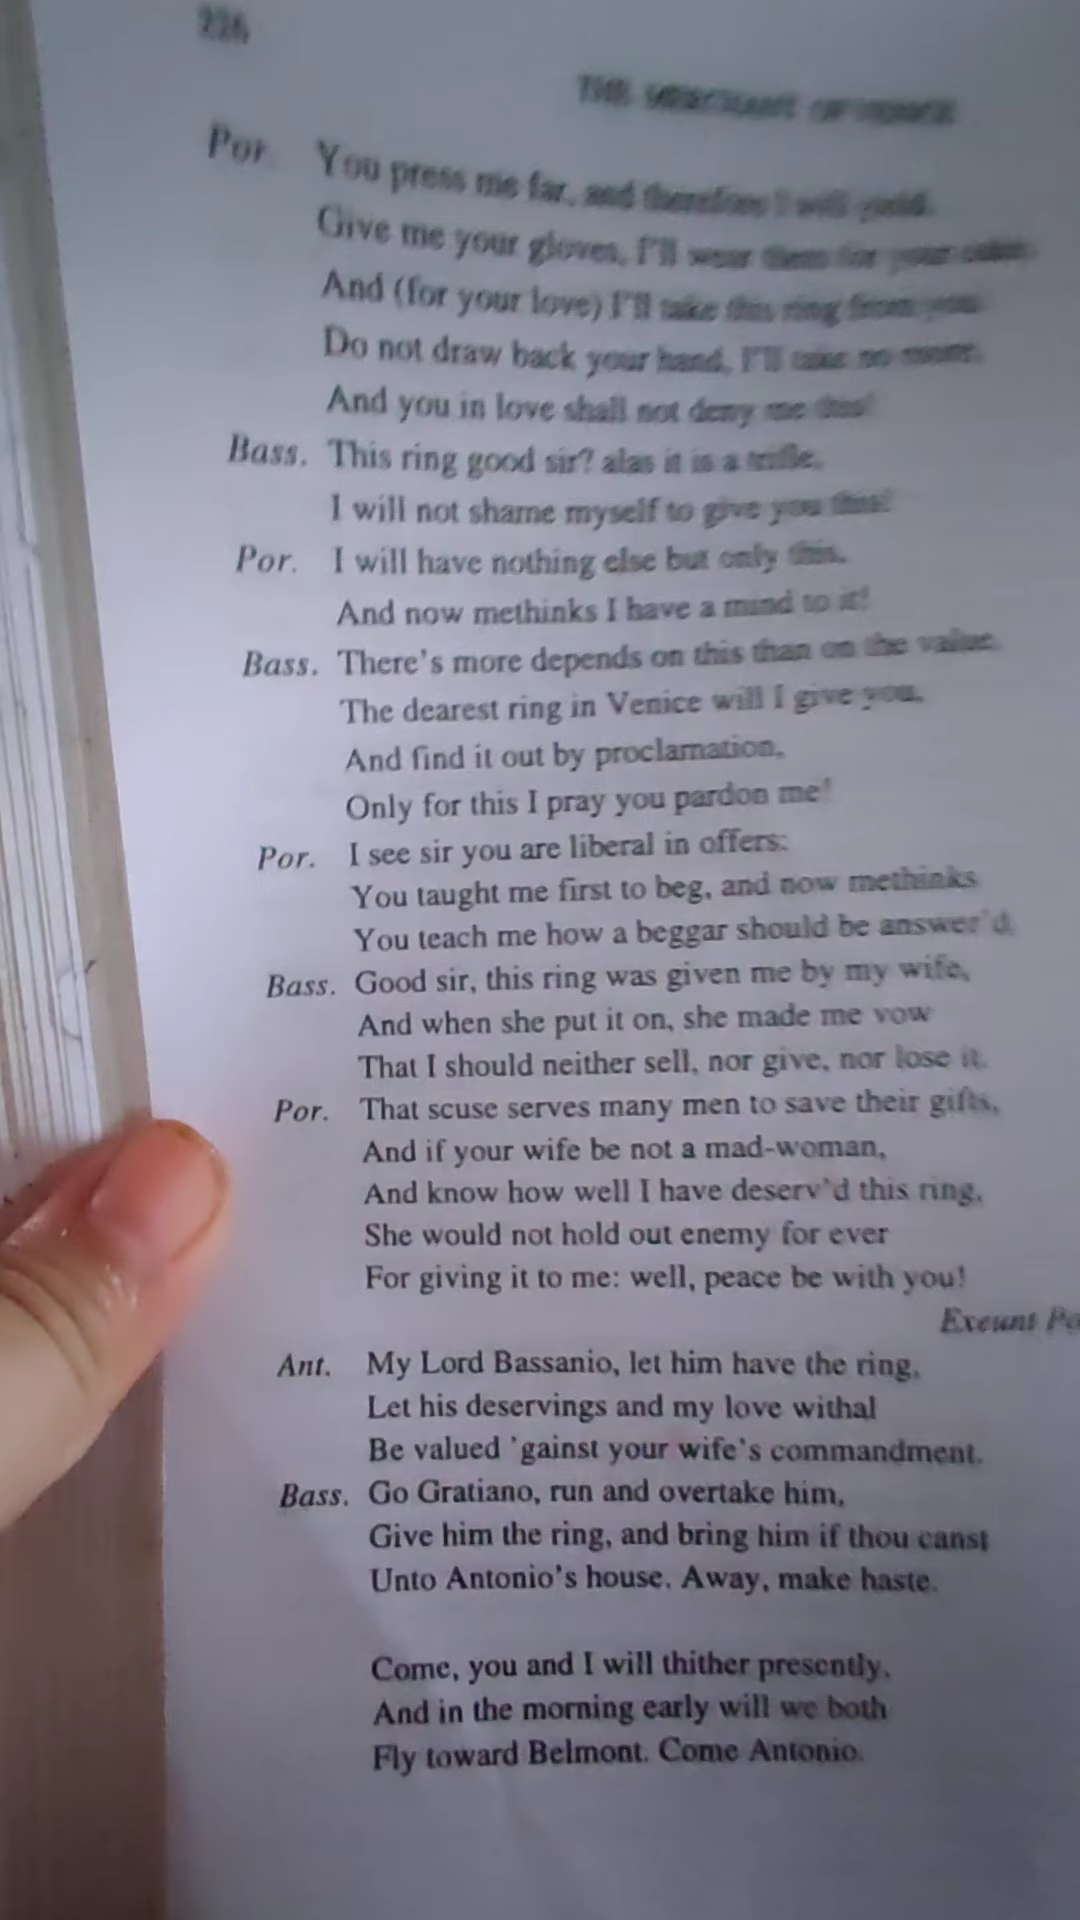 226
THE MERCHANT OF VENICE
Por. You press me far, and therefore I will yield.
Give me your gloves, I'll wear them for your sake,
And (for your love) I'll take this ring from you.
Do not draw back your hand, I'll take no more,
And you in love shall not deny me this!
Bass. This ring good sir? alas it is a trifle,
I will not shame myself to give you this!
Por. I will have nothing else but only this,
And now methinks I have a mind to it!
Bass. There's more depends on this than on the value.
The dearest ring in Venice will I give you,
And find it out by proclamation,
Only for this I pray you pardon me!
Por. I see sir you are liberal in offers:
You taught me first to beg, and now methinks
You teach me how a beggar should be answer'd.
Bass. Good sir, this ring was given me by my wife,
And when she put it on, she made me vow
That I should neither sell, nor give, nor lose it.
Por. That scuse serves many men to save their gifts,
And if your wife be not a mad-woman,
And know how well I have deserv'd this ring,
She would not hold out enemy for ever
For giving it to me: well, peace be with you!
Exeunt
Ant. My Lord Bassanio, let him have the ring,
Let his deservings and my love withal
Be valued 'gainst your wife's commandment.
Bass. Go Gratiano, run and overtake him,
Give him the ring, and bring him if thou canst
Unto Antonio's house. Away, make haste.
Come, you and I will thither presently,
And in the morning early will we both
Fly toward Belmont. Come Antonio.